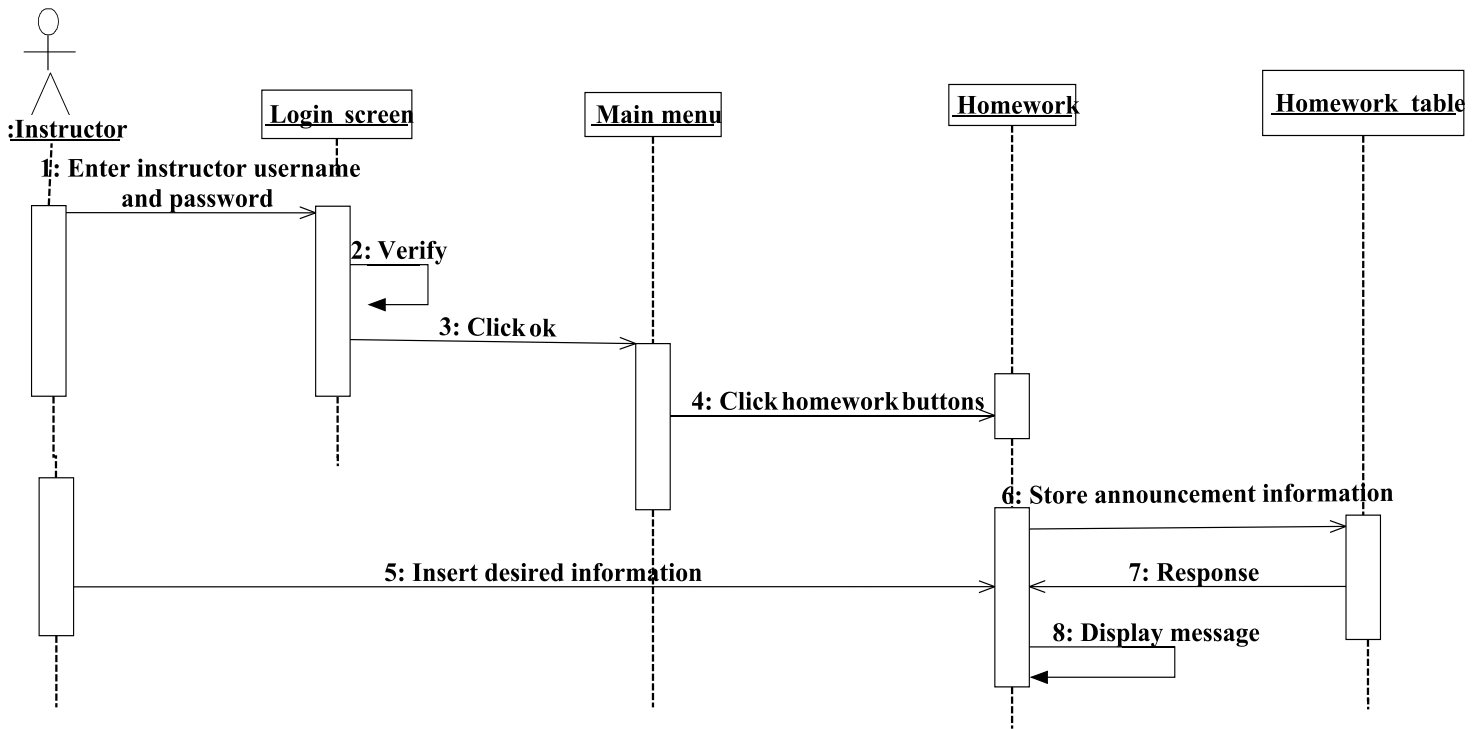 :Instructor
Login screen
Main menu
Homework
Homework table
1: Enter instructor username
and password
2: Verify
3: Click ok
4: Click homework buttons
6: Store announcement information
5: Insert desired information
7: Response
8: Display message